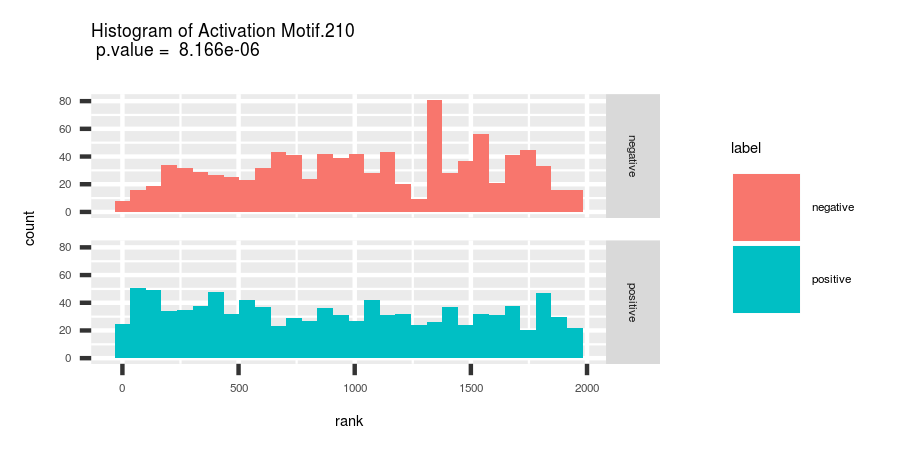 Histogram of Activation Motif.210
p.value = 8.166e-06
count
80
60
40
20
0
negative
80
60
40
20
0
positive
0 500 1000 1500 2000
rank
label
negative
positive